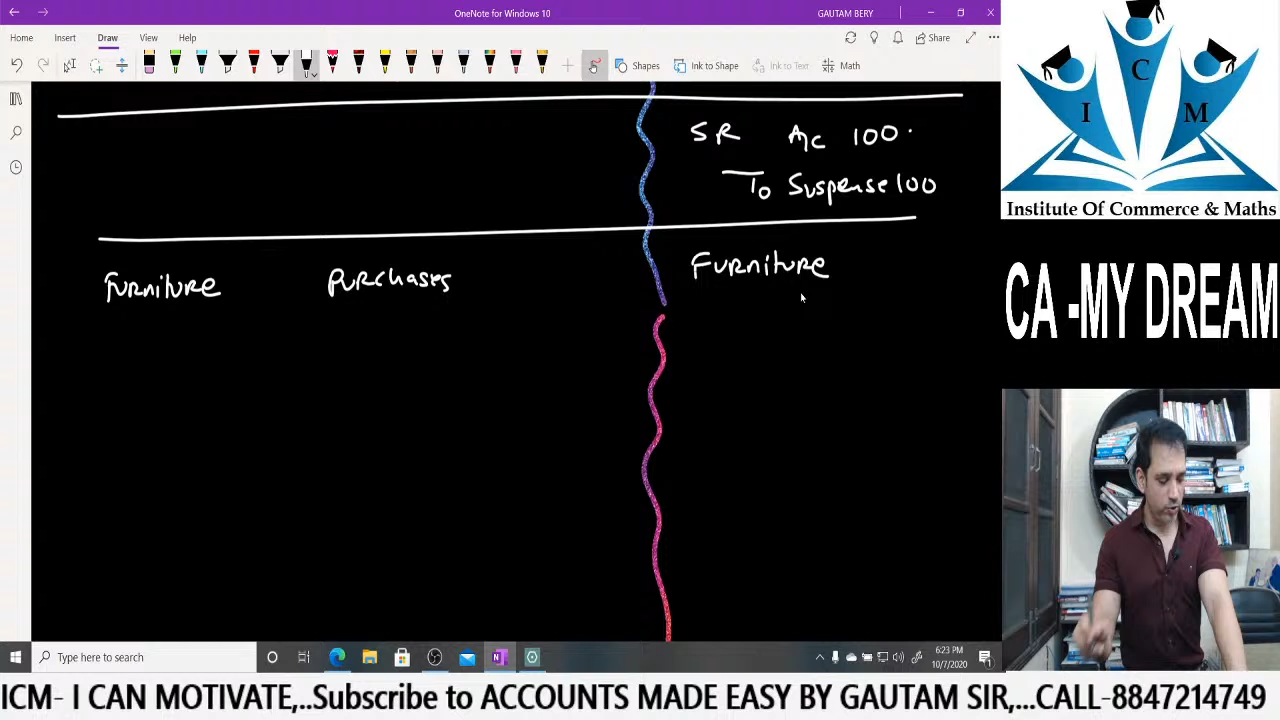 OneNote for Windows 10
GAUTAM BERY
Home Insert Draw View Help
Share
Shapes Ink to Shape Ink to Text Math
SR A/c 100
To Suspense 100
Furniture Purchases Furniture
I C M
Institute Of Commerce & Maths
CA -MY DREAM
Type here to search
6:23 PM
10/7/2020
ICM- I CAN MOTIVATE,..Subscribe to ACCOUNTS MADE EASY BY GAUTAM SIR,...CALL-8847214749